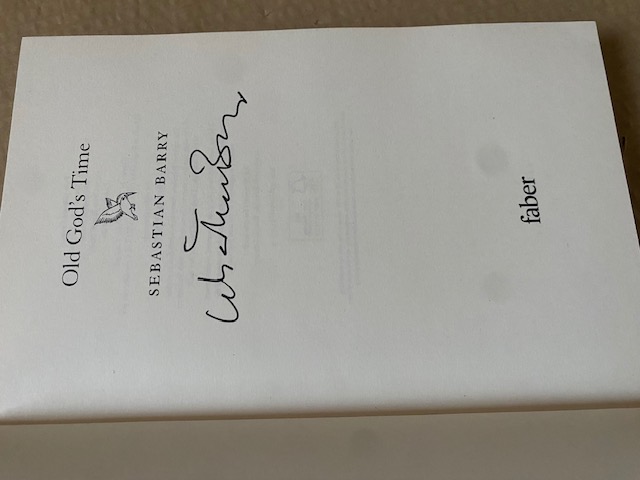 Old God's Time
SEBASTIAN BARRY
faber